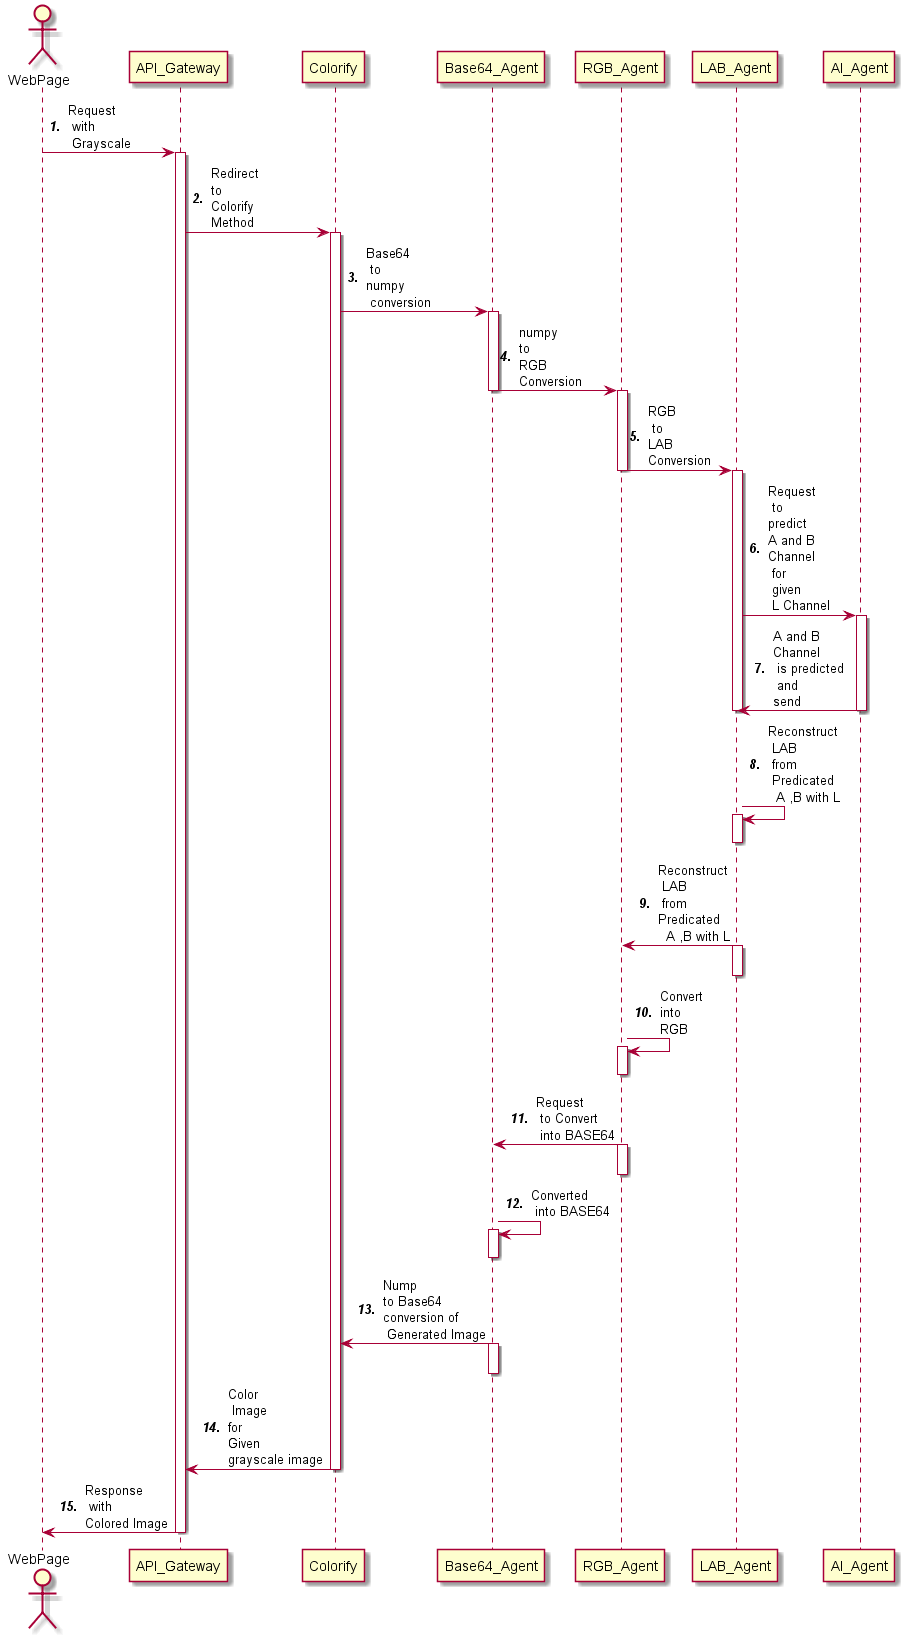 WebPage
API_Gateway
Colorify
Base64_Agent
RGB_Agent
LAB_Agent
AI_Agent
1.
Request
with
Grayscale
2.
Redirect
to
Colorify
Method
3.
Base64
to
numpy
conversion
4.
numpy
to
RGB
Conversion
5.
RGB
to
LAB
Conversion
6.
Request
to
predict
A and B
Channel
for
given
L Channel
7.
A and B
Channel
is predicted
and
send
8.
Reconstruct
LAB
from
Predicated
A ,B with L
9.
Reconstruct
LAB
from
Predicated
A ,B with L
10.
Convert
into
RGB
11.
Request
to Convert
into BASE64
12.
Converted
into BASE64
13.
Nump
to Base64
conversion of
Generated Image
14.
Color
Image
for
Given
grayscale image
15.
Response
with
Colored Image
WebPage
API_Gateway
Colorify
Base64_Agent
RGB_Agent
LAB_Agent
AI_Agent